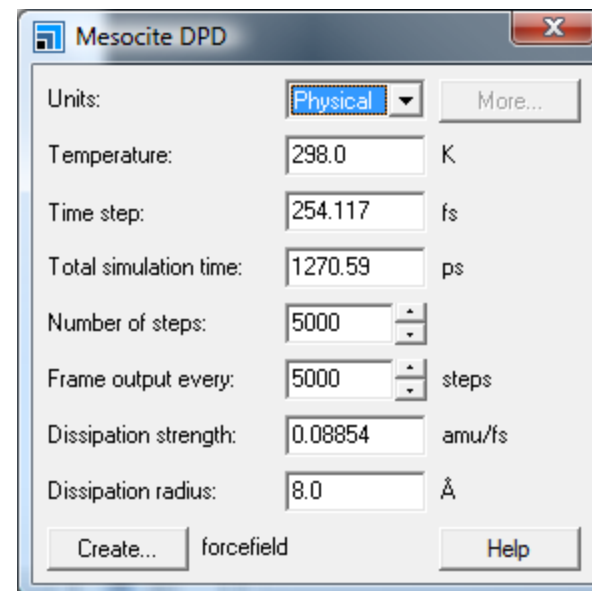 Mesocite DPD
Units: Physical More...
Temperature: 298.0 K
Time step: 254.117 fs
Total simulation time: 1270.59 ps
Number of steps: 5000
Frame output every: 5000 steps
Dissipation strength: 0.08854 amu/fs
Dissipation radius: 8.0 Å
Create... forcefield Help